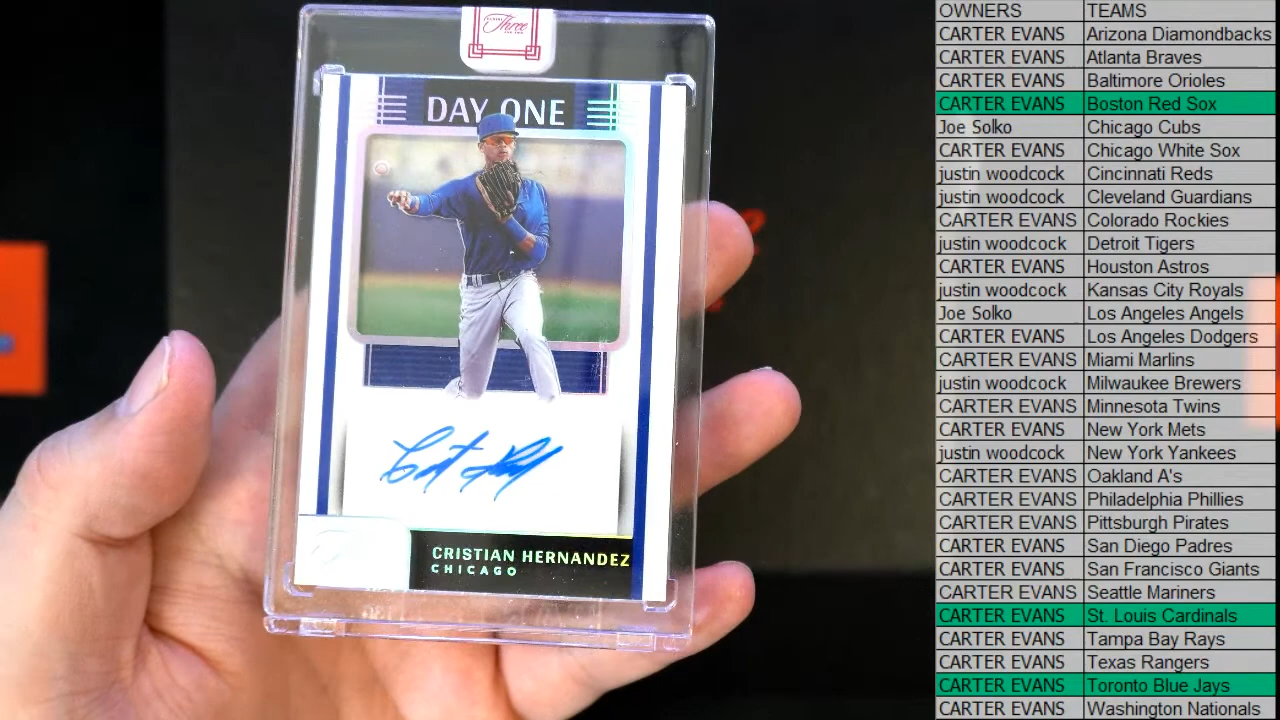 Three
DAY ONE
CRISTIAN HERNANDEZ
CHICAGO
OWNERS TEAMS
CARTER EVANS Arizona Diamondbacks
CARTER EVANS Atlanta Braves
CARTER EVANS Baltimore Orioles
CARTER EVANS Boston Red Sox
Joe Solko Chicago Cubs
CARTER EVANS Chicago White Sox
justin woodcock Cincinnati Reds
justin woodcock Cleveland Guardians
CARTER EVANS Colorado Rockies
justin woodcock Detroit Tigers
CARTER EVANS Houston Astros
justin woodcock Kansas City Royals
Joe Solko Los Angeles Angels
CARTER EVANS Los Angeles Dodgers
CARTER EVANS Miami Marlins
justin woodcock Milwaukee Brewers
CARTER EVANS Minnesota Twins
CARTER EVANS New York Mets
justin woodcock New York Yankees
CARTER EVANS Oakland A's
CARTER EVANS Philadelphia Phillies
CARTER EVANS Pittsburgh Pirates
CARTER EVANS San Diego Padres
CARTER EVANS San Francisco Giants
CARTER EVANS Seattle Mariners
CARTER EVANS St. Louis Cardinals
CARTER EVANS Tampa Bay Rays
CARTER EVANS Texas Rangers
CARTER EVANS Toronto Blue Jays
CARTER EVANS Washington Nationals